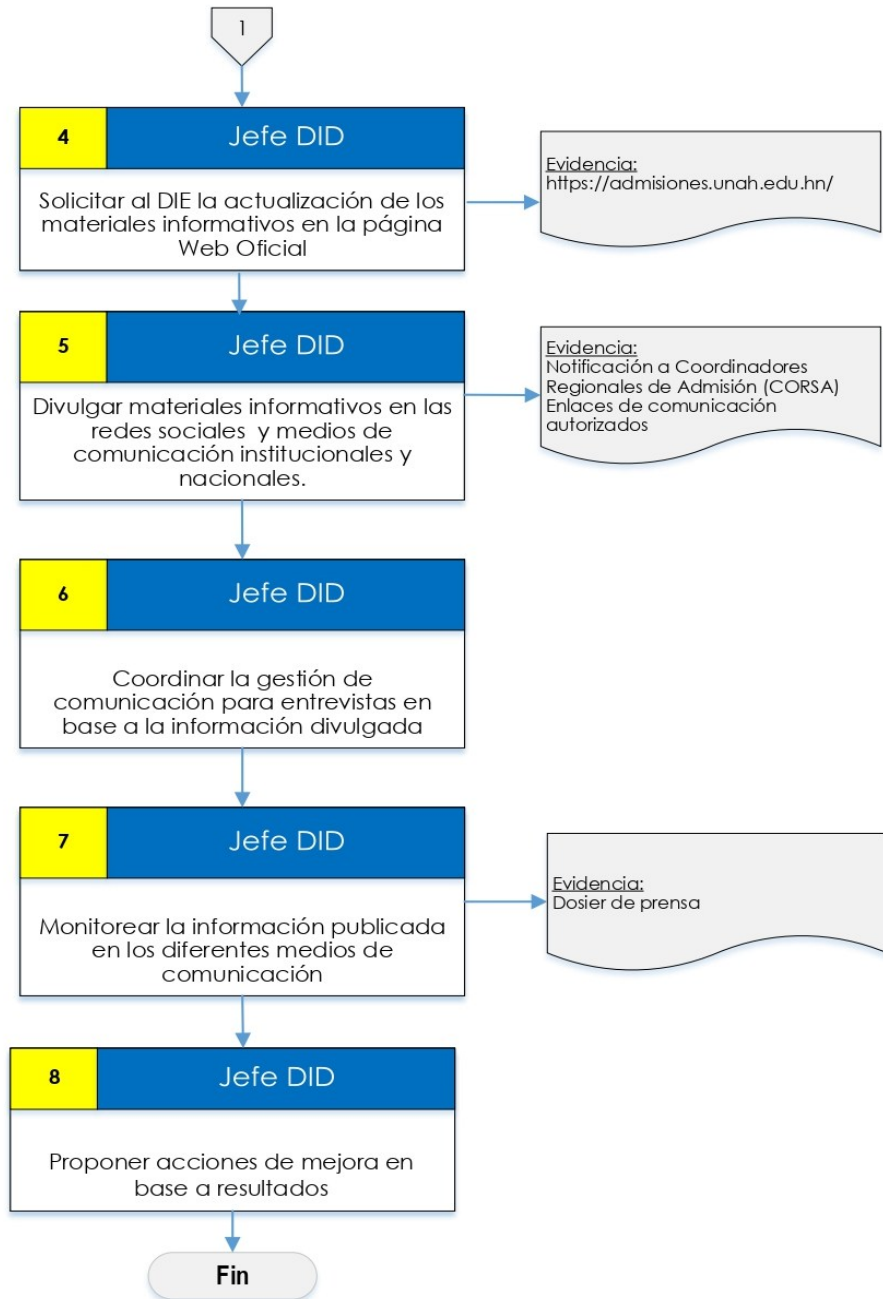 1
4
Jefe DID
Solicitar al DIE la actualización de los
materiales informativos en la página
Web Oficial
Evidencia:
https://admisiones.unah.edu.hn/
5
Jefe DID
Divulgar materiales informativos en las
redes sociales y medios de
comunicación institucionales y
nacionales.
Evidencia:
Notificación a Coordinadores
Regionales de Admisión (CORSA)
Enlaces de comunicación
autorizados
6
Jefe DID
Coordinar la gestión de
comunicación para entrevistas en
base a la información divulgada
7
Jefe DID
Monitorear la información publicada
en los diferentes medios de
comunicación
Evidencia:
Dosier de prensa
8
Jefe DID
Proponer acciones de mejora en
base a resultados
Fin